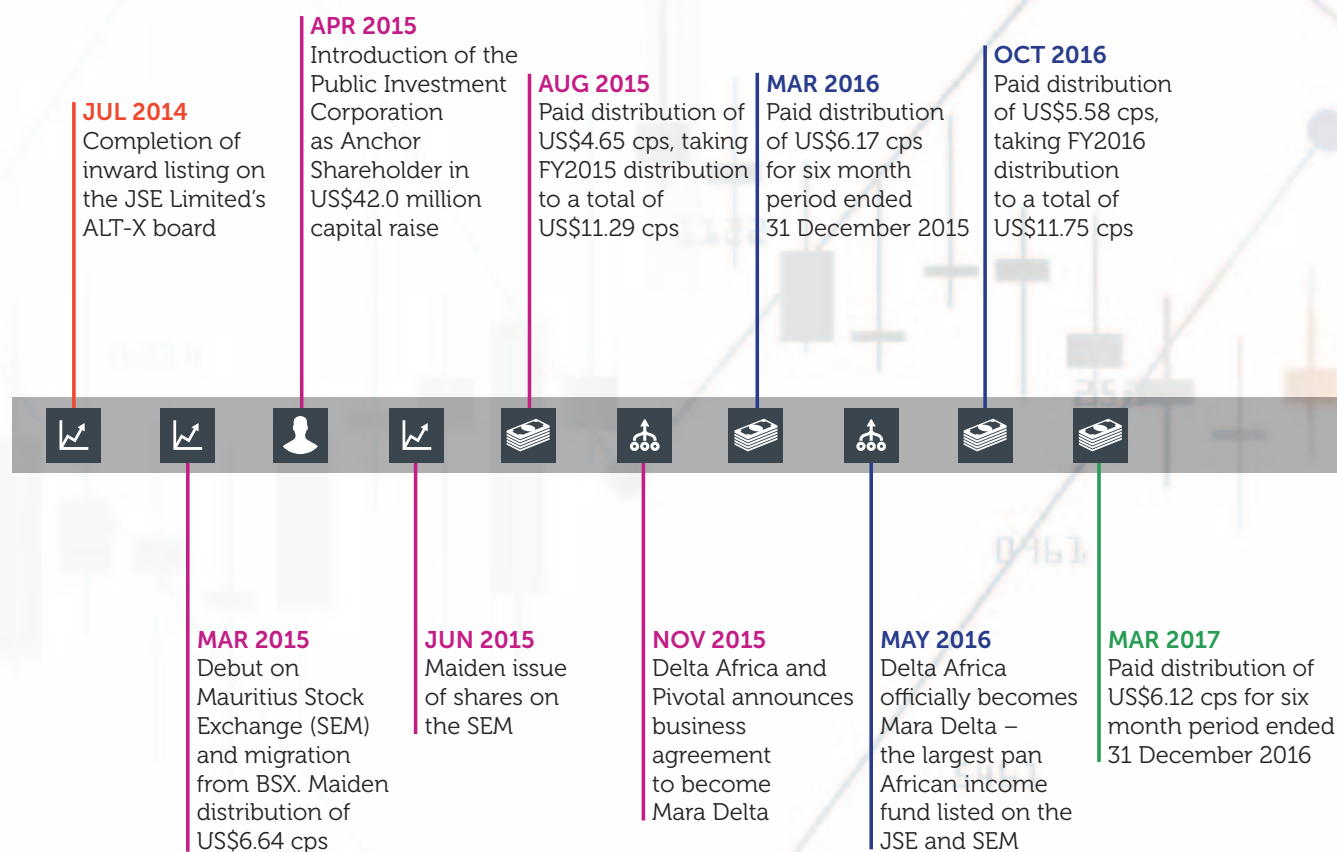 JUL 2014
Completion of
inward listing on
the JSE Limited’s
ALT-X board
MAR 2015
Debut on
Mauritius Stock
Exchange (SEM)
and migration
from BSX. Maiden
distribution of
US$6.64 cps
APR 2015
Introduction of the
Public Investment
Corporation
as Anchor
Shareholder in
US$42.0 million
capital raise
JUN 2015
Maiden issue
of shares on
the SEM
AUG 2015
Paid distribution of
US$4.65 cps, taking
FY2015 distribution
to a total of
US$11.29 cps
NOV 2015
Delta Africa and
Pivotal announces
business
agreement
to become
Mara Delta
MAR 2016
Paid distribution
of US$6.17 cps
for six month
period ended
31 December 2015
MAY 2016
Delta Africa
officially becomes
Mara Delta –
the largest pan
African income
fund listed on the
JSE and SEM
OCT 2016
Paid distribution
of US$5.58 cps,
taking FY2016
distribution
to a total of
US$11.75 cps
MAR 2017
Paid distribution of
US$6.12 cps for six
month period ended
31 December 2016